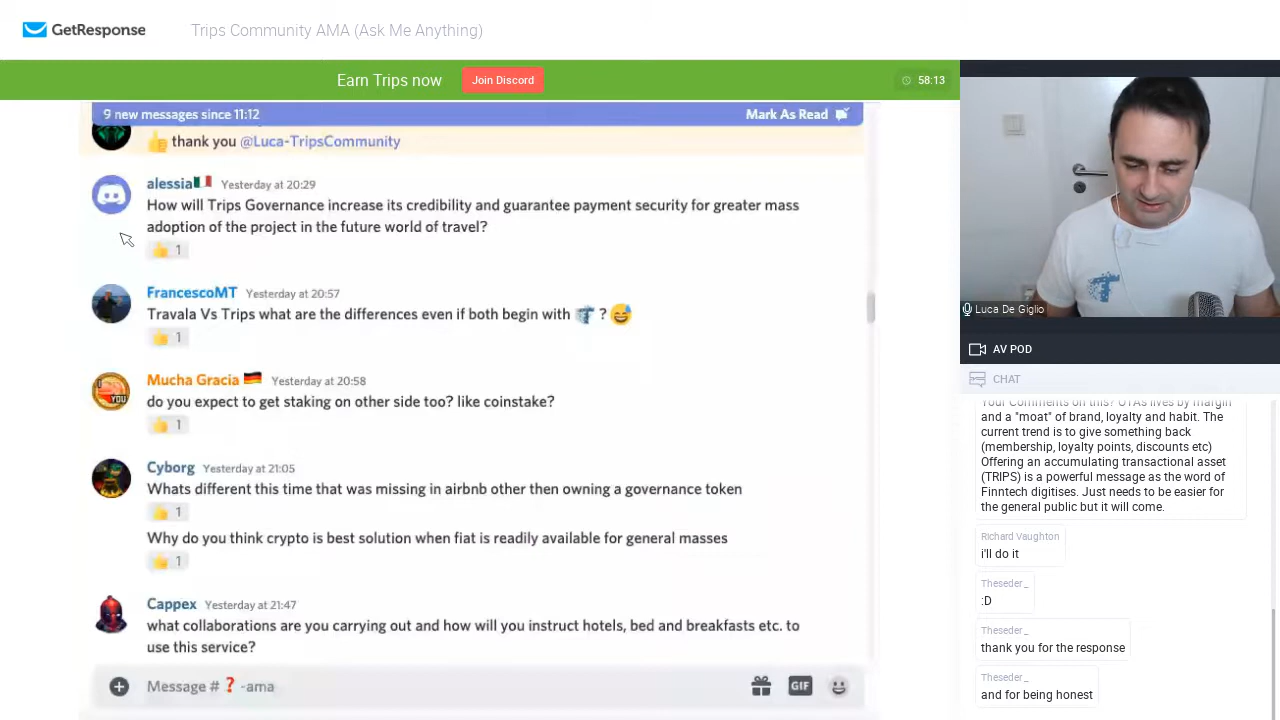 GetResponse
Trips Community AMA (Ask Me Anything)
Earn Trips now
Join Discord
58:13
9 new messages since 11:12
Mark As Read
thank you @Luca-TripsCommunity
alessia Yesterday at 20:29
How will Trips Governance increase its credibility and guarantee payment security for greater mass
adoption of the project in the future world of travel?
1
FrancescoMT Yesterday at 20:57
Travala Vs Trips what are the differences even if both begin with ?
1
Mucha Gracia Yesterday at 20:58
do you expect to get staking on other side too? like coinstake?
1
Cyborg Yesterday at 21:05
Whats different this time that was missing in airbnb other then owning a governance token
1
Why do you think crypto is best solution when fiat is readily available for general masses
1
Cappex Yesterday at 21:47
what collaborations are you carrying out and how will you instruct hotels, bed and breakfasts etc. to
use this service?
Message # ❓ -ama
GIF
Luca De Giglio
AV POD
CHAT
Your Comments on this? OTAs lives by margin
and a "moat" of brand, loyalty and habit. The
current trend is to give something back
(membership, loyalty points, discounts etc)
Offering an accumulating transactional asset
(TRIPS) is a powerful message as the word of
Finntech digitises. Just needs to be easier for
the general public but it will come.
Richard Vaughton
i'll do it
Theseder_
:D
Theseder_
thank you for the response
Theseder_
and for being honest